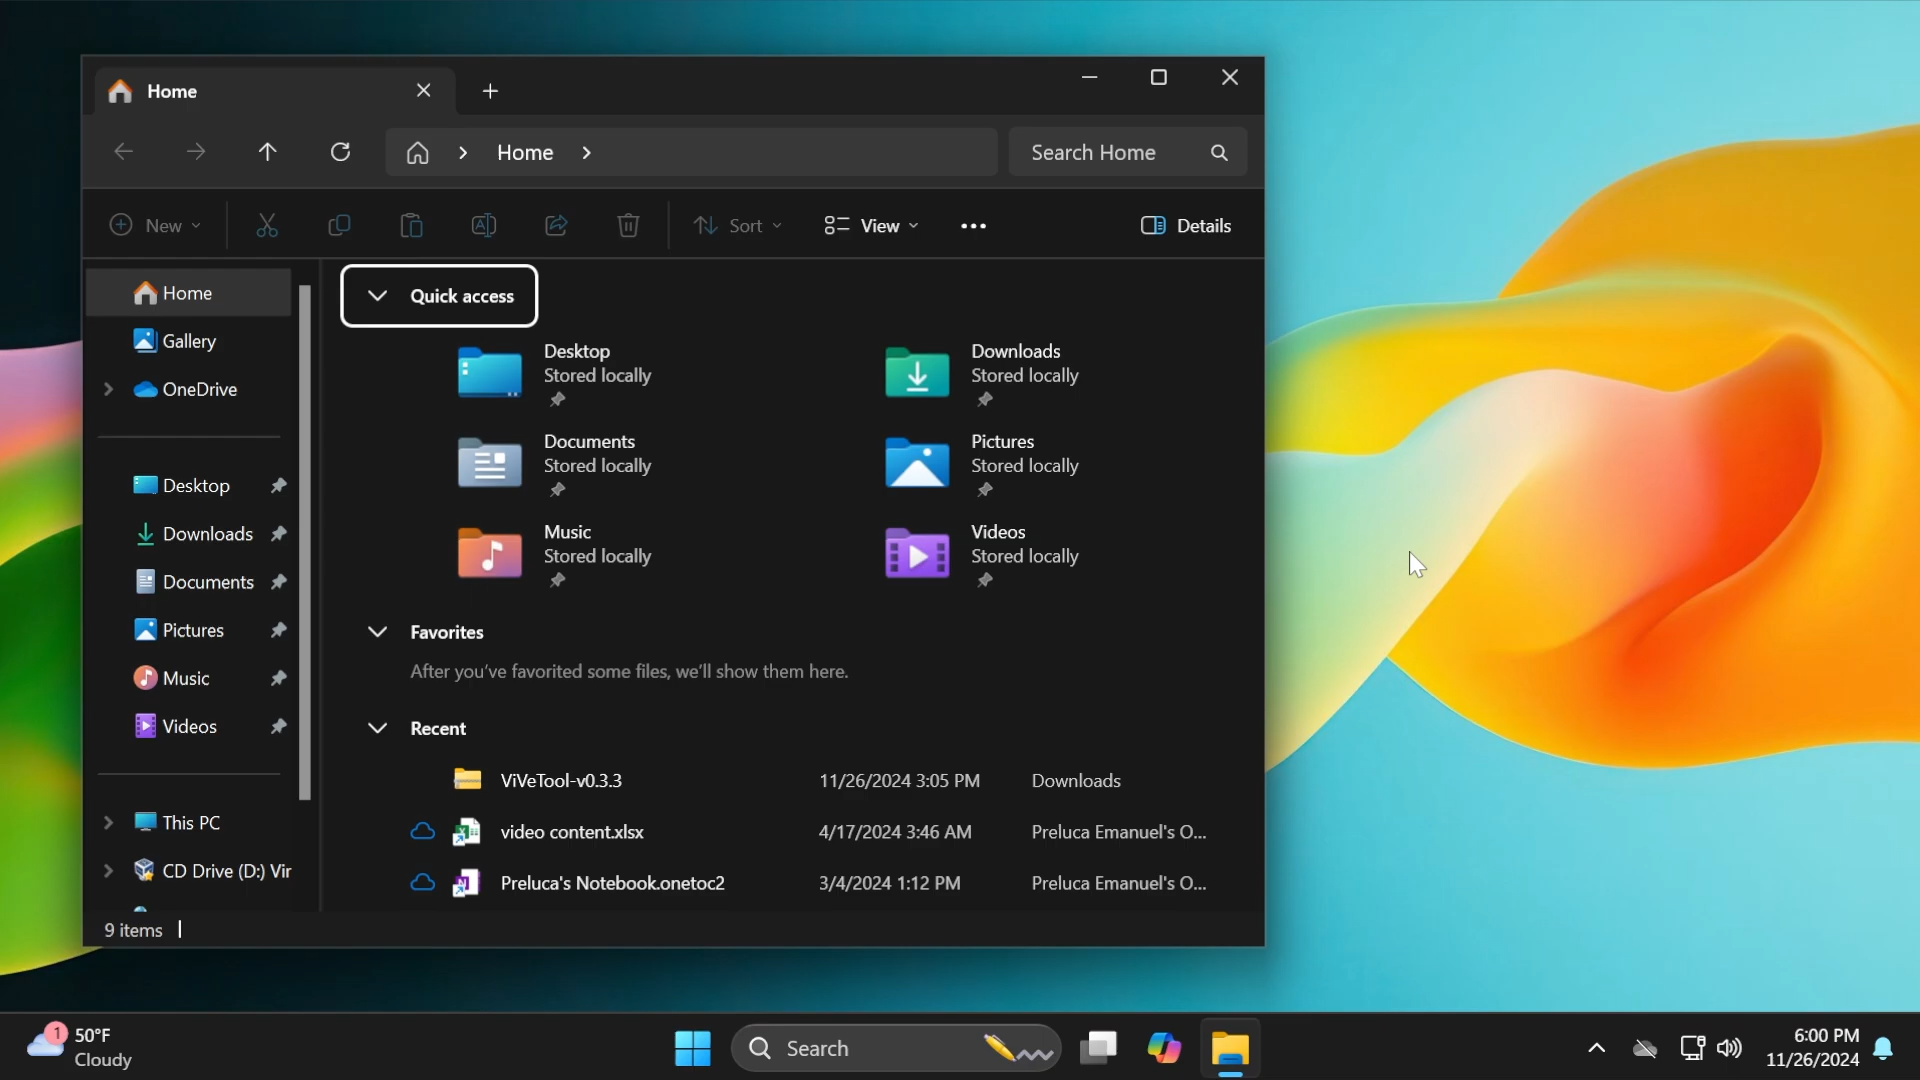 Home
Home
Search Home
New
Sort
View
Details
Home
Gallery
OneDrive
Desktop
Downloads
Documents
Pictures
Music
Videos
This PC
CD Drive (D:) Vir
Quick access
Desktop
Stored locally
Downloads
Stored locally
Documents
Stored locally
Pictures
Stored locally
Music
Stored locally
Videos
Stored locally
Favorites
After you've favorited some files, we'll show them here.
Recent
ViVeTool-v0.3.3 11/26/2024 3:05 PM Downloads
video content.xlsx 4/17/2024 3:46 AM Preluca Emanuel's O...
Preluca's Notebook.onetoc2 3/4/2024 1:12 PM Preluca Emanuel's O...
9 items
1
50°F
Cloudy
Search
6:00 PM
11/26/2024